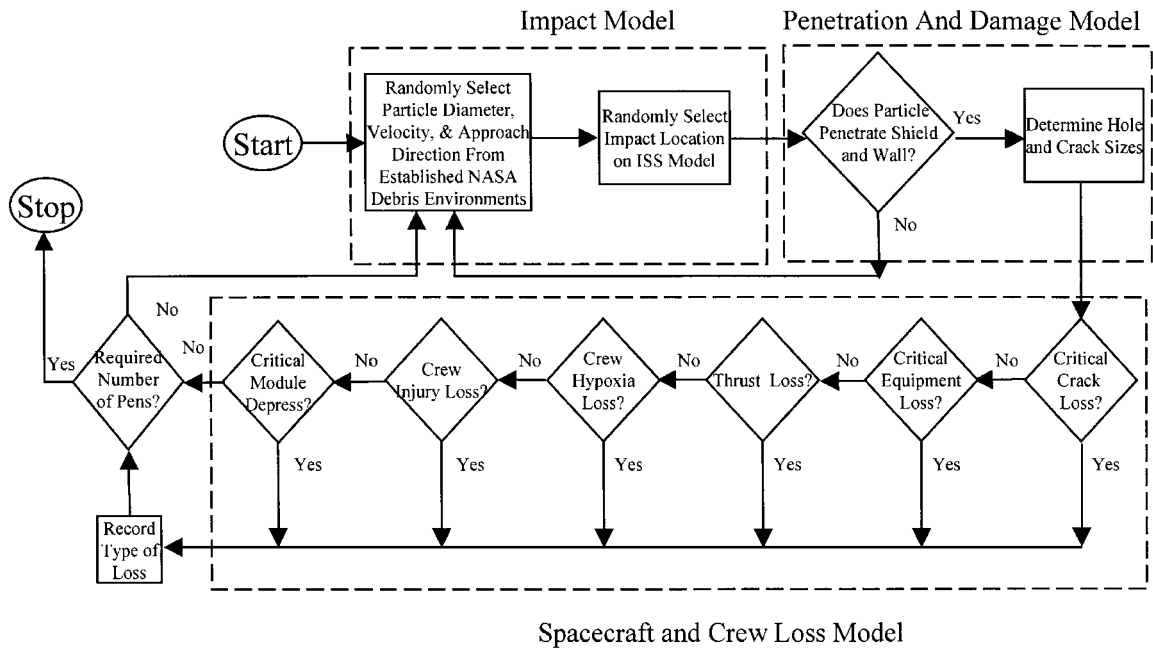 Impact Model
Penetration And Damage Model
Start
Randomly Select
Particle Diameter,
Velocity, & Approach
Direction From
Established NASA
Debris Environments
Randomly Select
Impact Location
on ISS Model
Does Particle
Penetrate Shield
and Wall?
Yes
No
Determine Hole
and Crack Sizes
Stop
Yes
No
Required
Number
of Pens?
No
Critical
Module
Depress?
No
Yes
Crew
Injury Loss?
No
Yes
Crew
Hypoxia
Loss?
No
Yes
Thrust Loss?
No
Yes
Critical
Equipment
Loss?
No
Yes
Critical
Crack
Loss?
Yes
Record
Type of
Loss
Spacecraft and Crew Loss Model